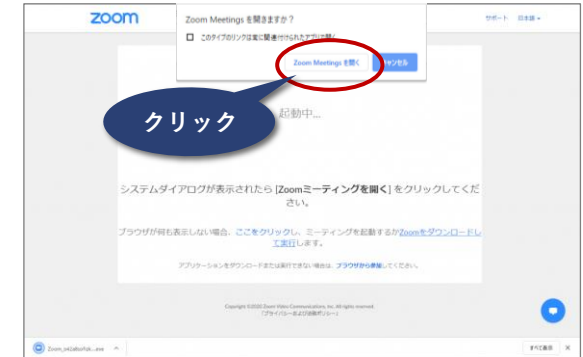 zoom
サポート 日本語
Zoom Meetings を開きますか？
このタイプのリンクは常に関連付けられたアプリで開く
Zoom Meetings を開く キャンセル
クリック
起動中...
システムダイアログが表示されたら [Zoomミーティングを開く] をクリックしてくだ
さい。
ブラウザが何も表示しない場合、ここをクリックし、ミーティングを起動するかZoomをダウンロードし
て実行します。
アプリケーションをダウンロードまたは実行できない場合は、ブラウザから参加してください。
Copyright ©2020 Zoom Video Communications, Inc. All rights reserved.
すべて表示